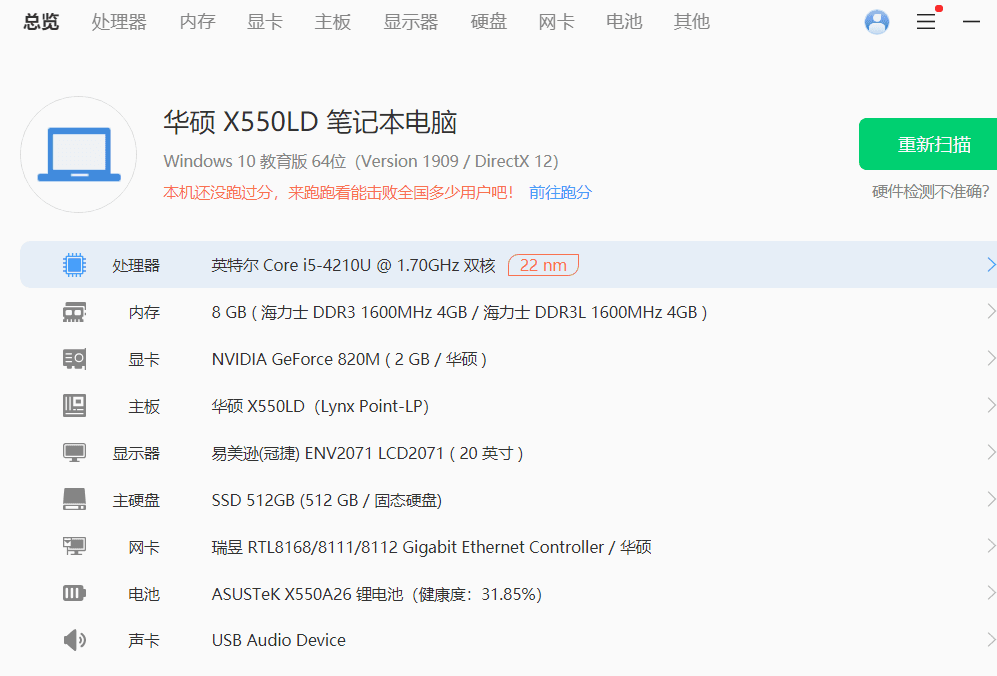 总览 处理器 内存 显卡 主板 显示器 硬盘 网卡 电池 其他
华硕 X550LD 笔记本电脑
Windows 10 教育版 64位（Version 1909 / DirectX 12）
本机还没跑过分，来跑跑看能击败全国多少用户吧！ 前往跑分
重新扫描
硬件检测不准确?
处理器 英特尔 Core i5-4210U @ 1.70GHz 双核 22 nm
内存 8 GB ( 海力士 DDR3 1600MHz 4GB / 海力士 DDR3L 1600MHz 4GB )
显卡 NVIDIA GeForce 820M ( 2 GB / 华硕 )
主板 华硕 X550LD（Lynx Point-LP）
显示器 易美逊(冠捷) ENV2071 LCD2071 ( 20 英寸 )
主硬盘 SSD 512GB (512 GB / 固态硬盘)
网卡 瑞昱 RTL8168/8111/8112 Gigabit Ethernet Controller / 华硕
电池 ASUSTeK X550A26 锂电池（健康度：31.85%）
声卡 USB Audio Device